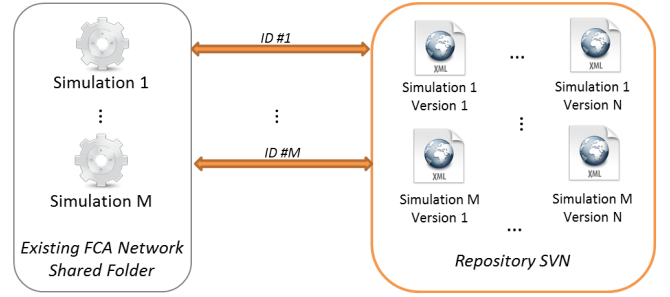 ID #1
Simulation 1
XML
...
XML
Simulation 1
Version 1
Simulation 1
Version N
...
...
...
ID #M
Simulation M
XML
XML
Simulation M
Version 1
Simulation M
Version N
...
Existing FCA Network
Shared Folder
Repository SVN